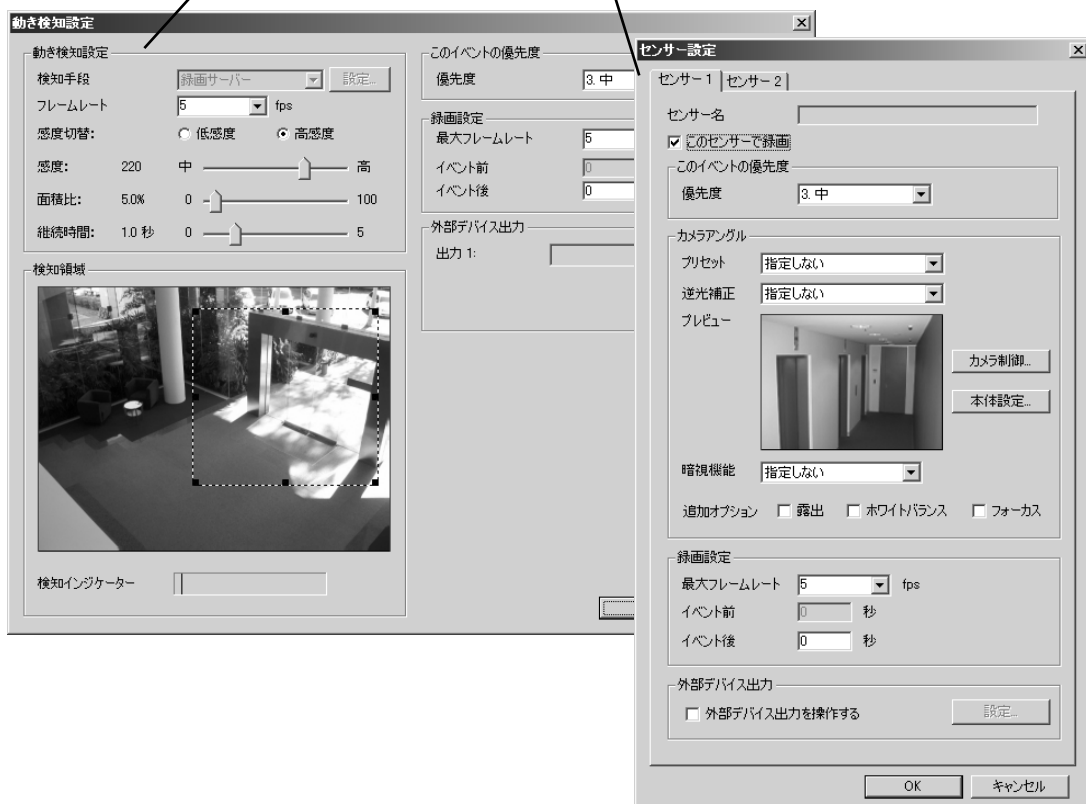 動き検知設定
動き検知設定
検知手段 録画サーバー 設定...
フレームレート 5 fps
感度切替: 低感度 高感度
感度: 220 中 高
面積比: 5.0% 0 100
継続時間: 1.0 秒 0 5
検知領域
検知インジケーター
このイベントの優先度
優先度 3. 中
録画設定
最大フレームレート 5
イベント前 0
イベント後 0
外部デバイス出力
出力 1:
センサー設定
センサー 1 センサー 2
センサー名
このセンサーで録画
このイベントの優先度
優先度 3. 中
カメラアングル
プリセット 指定しない
逆光補正 指定しない
プレビュー
カメラ制御...
本体設定...
暗視機能 指定しない
追加オプション 露出 ホワイトバランス フォーカス
録画設定
最大フレームレート 5 fps
イベント前 0 秒
イベント後 0 秒
外部デバイス出力
外部デバイス出力を操作する 設定...
OK キャンセル